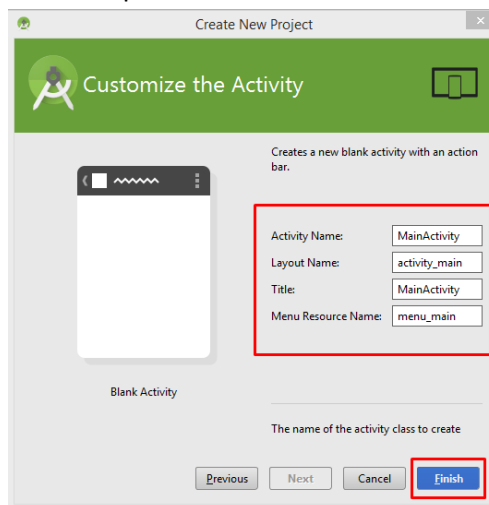 Create New Project
Customize the Activity
Creates a new blank activity with an action
bar.
Activity Name: MainActivity
Layout Name: activity_main
Title: MainActivity
Menu Resource Name: menu_main
Blank Activity
The name of the activity class to create
Previous Next Cancel Finish